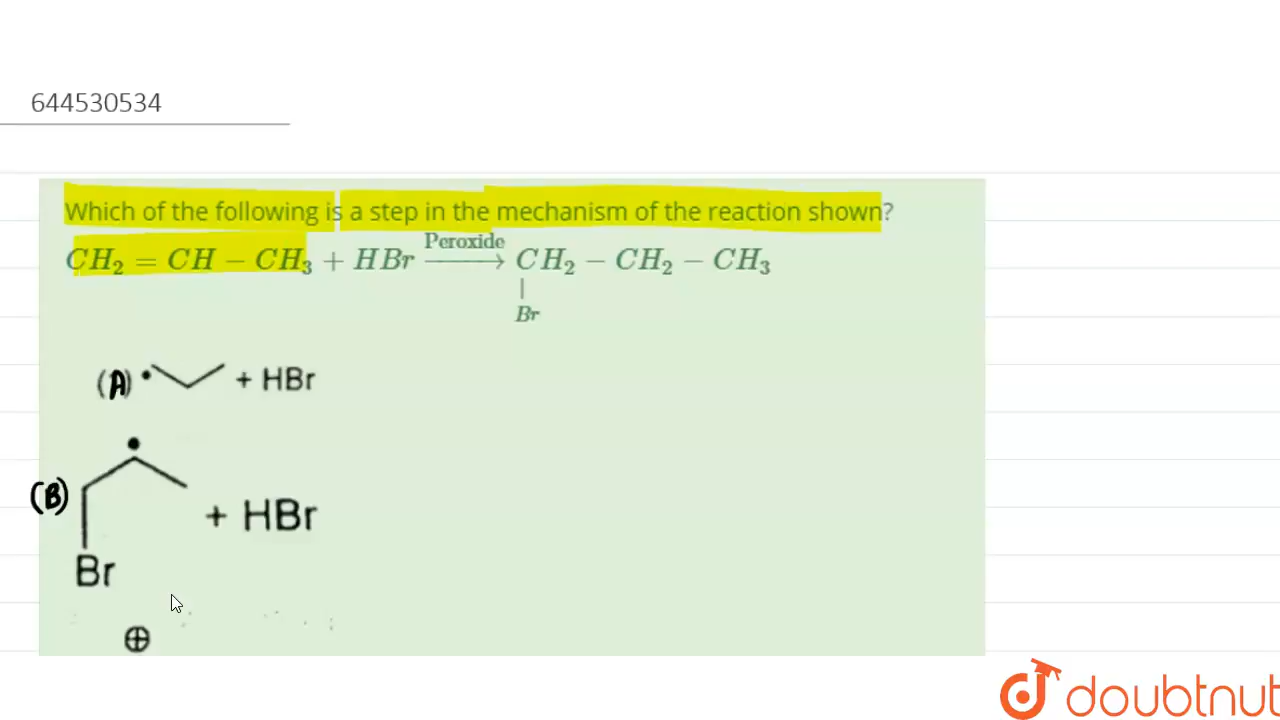 644530534
Which of the following is a step in the mechanism of the reaction shown?
Peroxide
CH₂ = CH − CH₃ + HBr ⟶ CH₂ − CH₂ − CH₃
|
Br
(A) • + HBr
•
(B) + HBr
Br
⊕
doubtnut